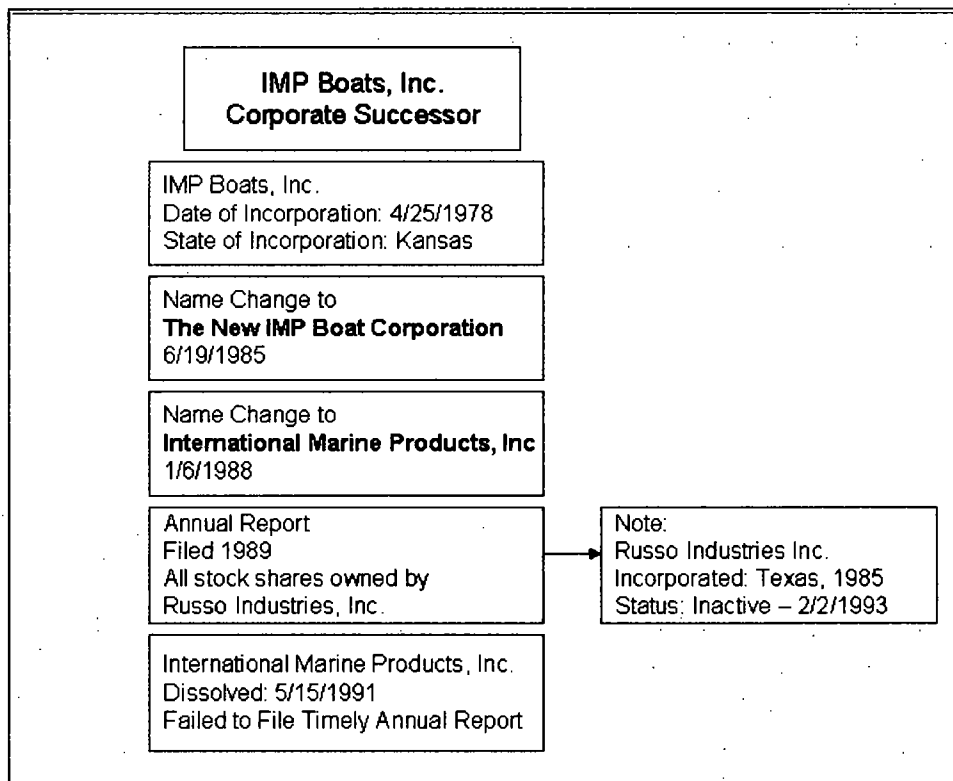 IMP Boats, Inc.
Corporate Successor
IMP Boats, Inc.
Date of Incorporation: 4/25/1978
State of Incorporation: Kansas
Name Change to
The New IMP Boat Corporation
6/19/1985
Name Change to
International Marine Products, Inc
1/6/1988
Annual Report
Filed 1989
All stock shares owned by
Russo Industries, Inc.
Note:
Russo Industries Inc.
Incorporated: Texas, 1985
Status: Inactive – 2/2/1993
International Marine Products, Inc.
Dissolved: 5/15/1991
Failed to File Timely Annual Report